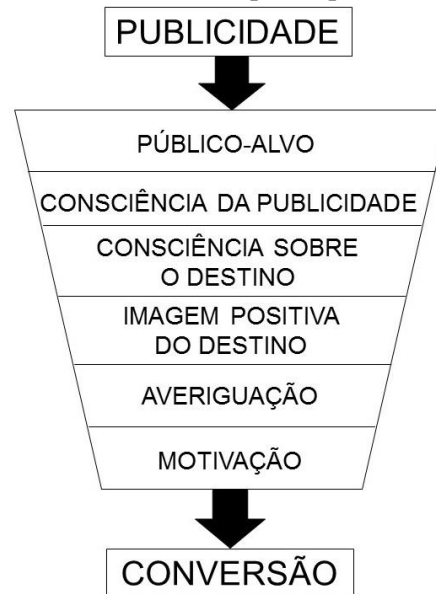 PUBLICIDADE
PÚBLICO-ALVO
CONSCIÊNCIA DA PUBLICIDADE
CONSCIÊNCIA SOBRE
O DESTINO
IMAGEM POSITIVA
DO DESTINO
AVERIGUAÇÃO
MOTIVAÇÃO
CONVERSÃO